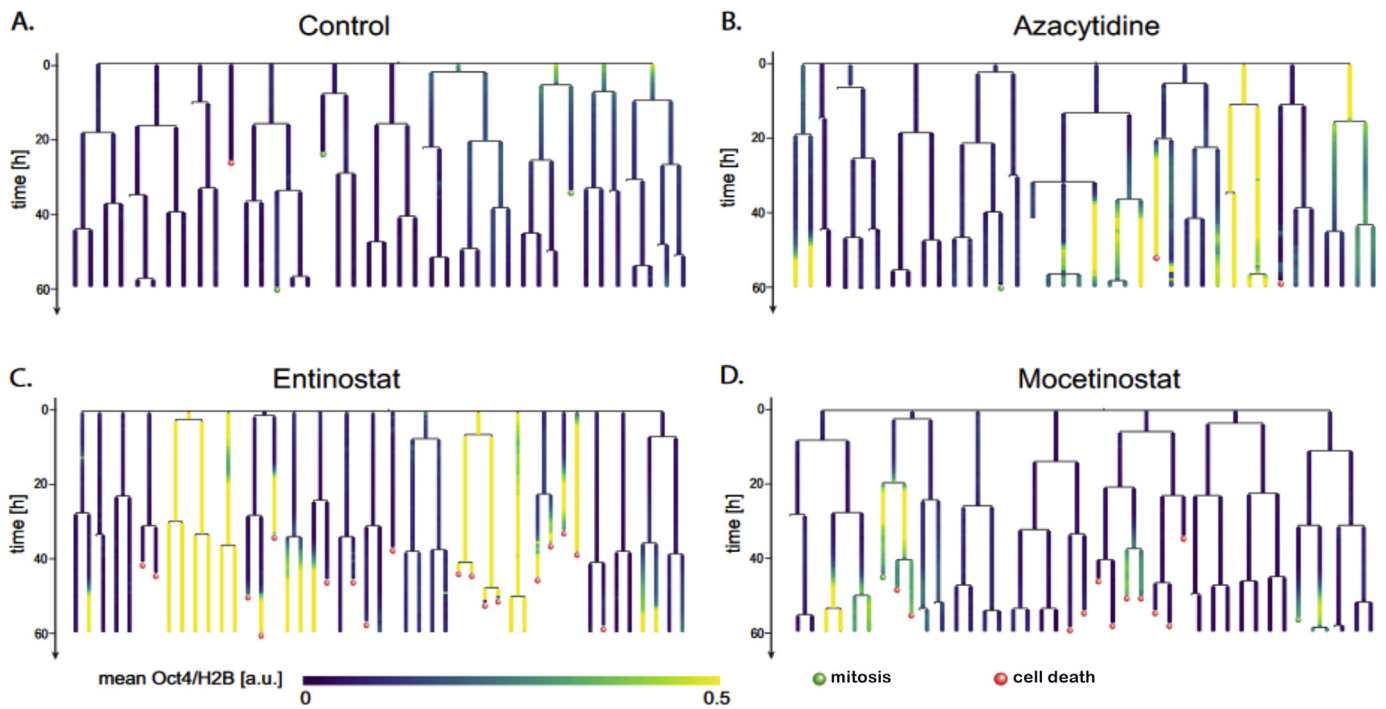 A. Control
0
20
40
60
time [h]
B. Azacytidine
0
20
40
60
time [h]
C. Entinostat
0
20
40
60
time [h]
D. Mocetinostat
0
20
40
60
time [h]
mean Oct4/H2B [a.u.]
0 0.5
mitosis
cell death